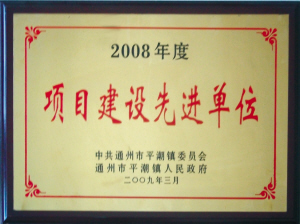 2008年度
项目建设先进单位
中共通州市平潮镇委员会
通州市平潮镇人民政府
二〇〇九年三月